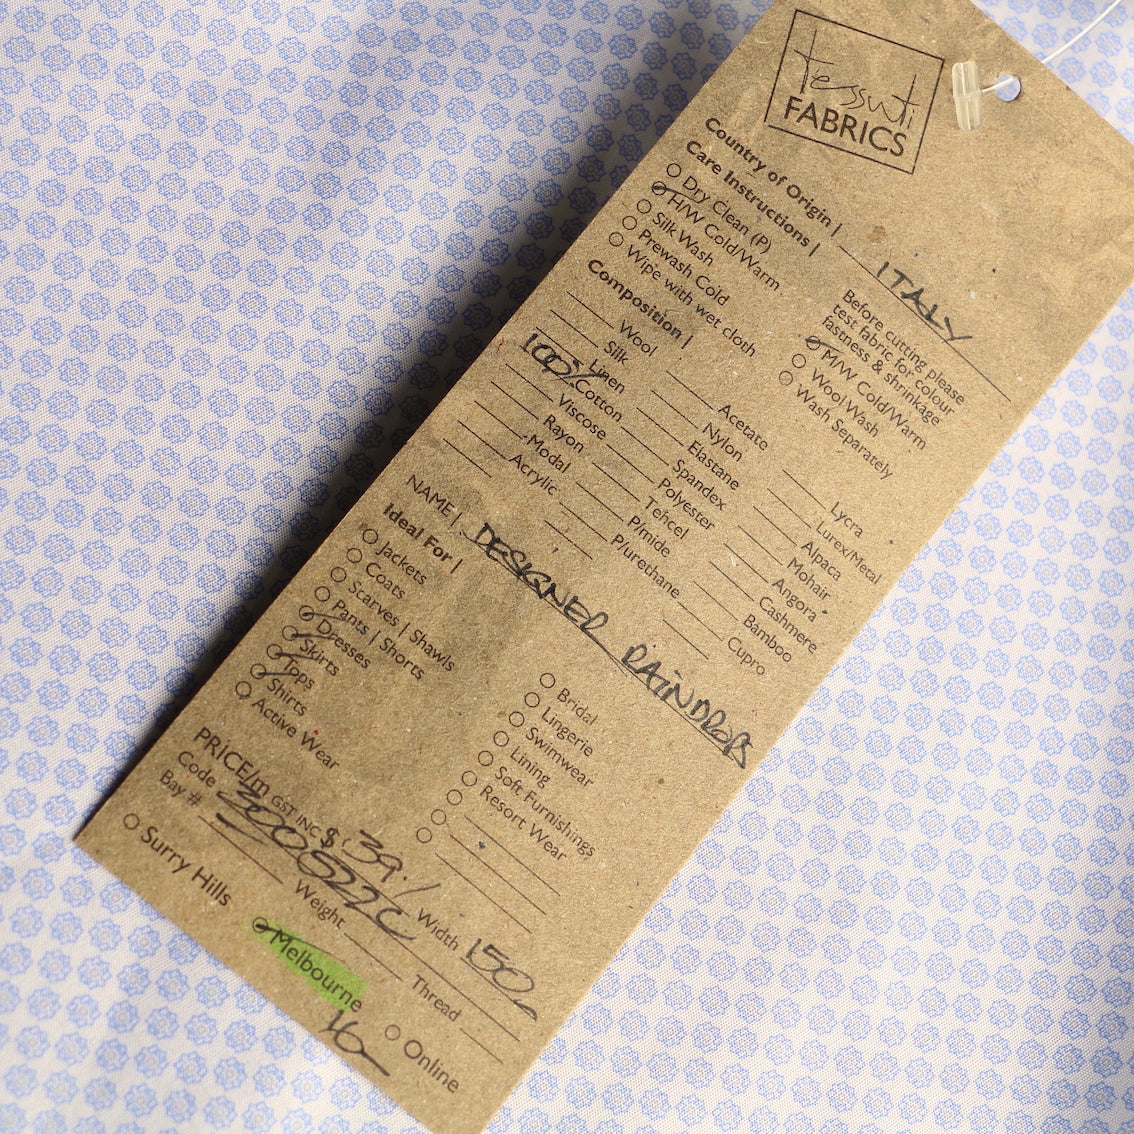 tessuti
FABRICS
Country of Origin | ITALY
Care Instructions |
Dry Clean (P)
H/W Cold/Warm
Silk Wash
Prewash Cold
Wipe with wet cloth
Before cutting please
test fabric for colour
fastness & shrinkage
M/W Cold/Warm
Wool Wash
Wash Separately
Composition |
Wool
Silk
Linen
100% Cotton
Viscose
Rayon
Modal
Acrylic
Acetate
Nylon
Elastane
Spandex
Polyester
Tencel
P/mide
P/urethane
Lycra
Lurex/Metal
Alpaca
Mohair
Angora
Cashmere
Bamboo
Cupro
NAME | DESIGNER RAINDROPS
Ideal For |
Jackets
Coats
Scarves | Shawls
Pants | Shorts
Dresses
Skirts
Tops
Shirts
Active Wear
Bridal
Lingerie
Swimwear
Lining
Soft Furnishings
Resort Wear
PRICE/m GST INC $ 39./ Width 150
Code 300522C
Bay # Weight Thread
Surry Hills
Melbourne
Online
16